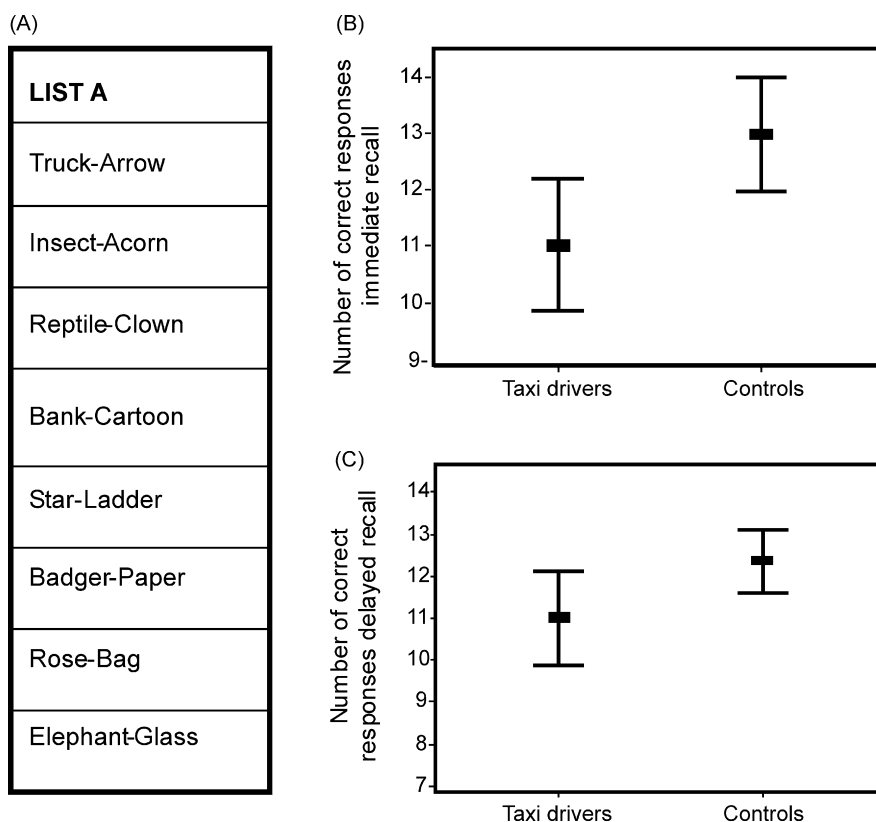 (A)
LIST A
Truck-Arrow
Insect-Acorn
Reptile-Clown
Bank-Cartoon
Star-Ladder
Badger-Paper
Rose-Bag
Elephant-Glass
(B)
Number of correct responses
immediate recall
14
13
12
11
10
9
Taxi drivers
Controls
(C)
Number of correct
responses delayed recall
14
13
12
11
10
9
8
7
Taxi drivers
Controls